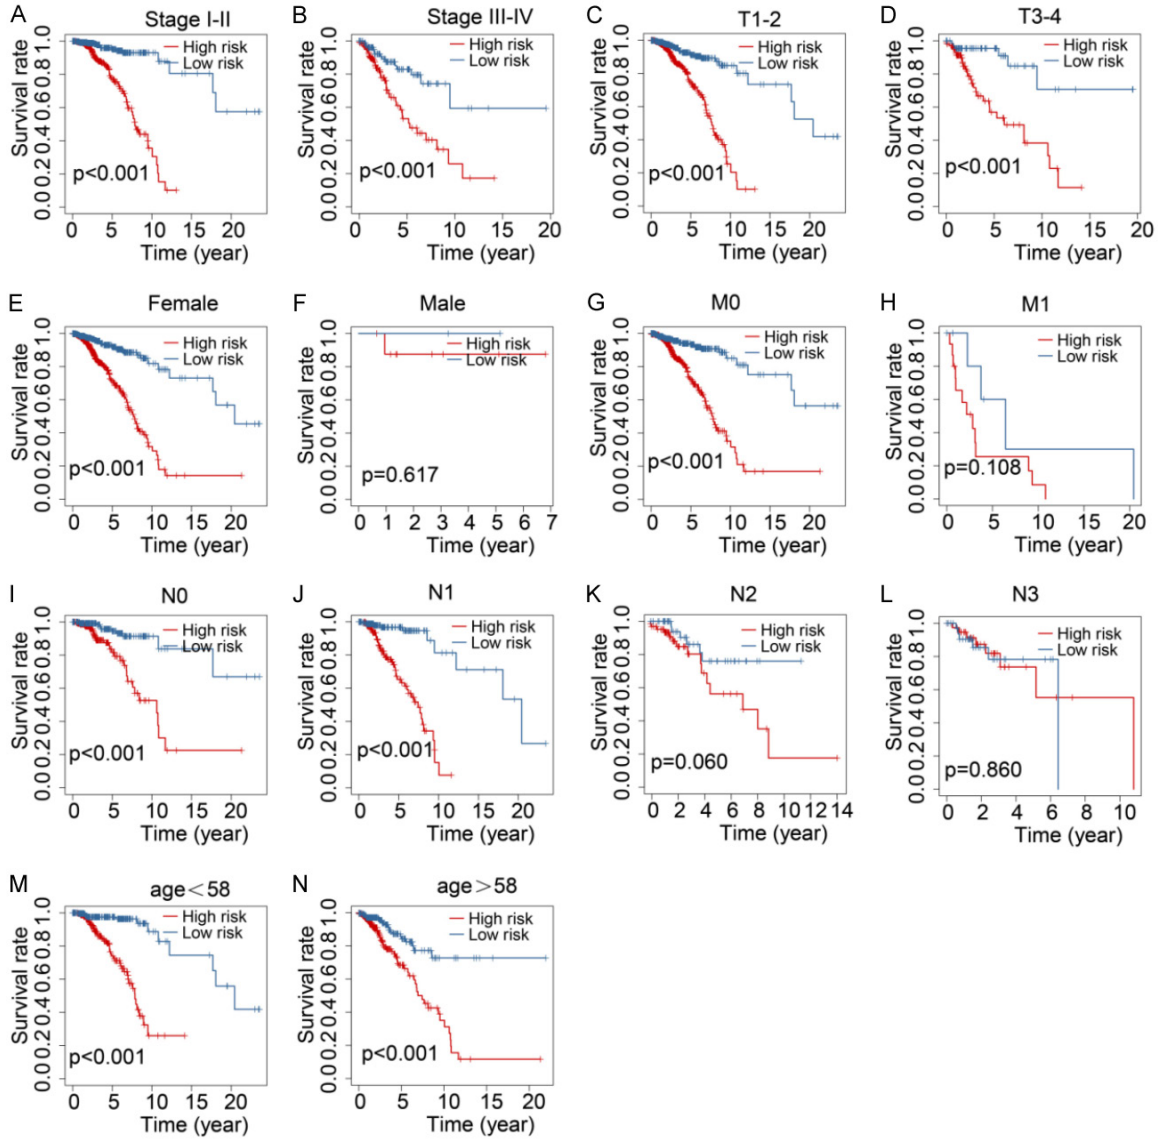 A
Stage I-II
Survival rate
0.0 0.2 0.4 0.6 0.8 1.0
High risk
Low risk
p<0.001
0 5 10 15 20
Time (year)
B
Stage III-IV
Survival rate
0.0 0.2 0.4 0.6 0.8 1.0
High risk
Low risk
p<0.001
0 5 10 15 20
Time (year)
C
T1-2
Survival rate
0.0 0.2 0.4 0.6 0.8 1.0
High risk
Low risk
p<0.001
0 5 10 15 20
Time (year)
D
T3-4
Survival rate
0.0 0.2 0.4 0.6 0.8 1.0
High risk
Low risk
p<0.001
0 5 10 15 20
Time (year)
E
Female
Survival rate
0.0 0.2 0.4 0.6 0.8 1.0
High risk
Low risk
p<0.001
0 5 10 15 20
Time (year)
F
Male
Survival rate
0.0 0.2 0.4 0.6 0.8 1.0
High risk
Low risk
p=0.617
0 1 2 3 4 5 6 7
Time (year)
G
M0
Survival rate
0.0 0.2 0.4 0.6 0.8 1.0
High risk
Low risk
p<0.001
0 5 10 15 20
Time (year)
H
M1
Survival rate
0.0 0.2 0.4 0.6 0.8 1.0
High risk
Low risk
p=0.108
0 5 10 15 20
Time (year)
I
N0
Survival rate
0.0 0.2 0.4 0.6 0.8 1.0
High risk
Low risk
p<0.001
0 5 10 15 20
Time (year)
J
N1
Survival rate
0.0 0.2 0.4 0.6 0.8 1.0
High risk
Low risk
p<0.001
0 5 10 15 20
Time (year)
K
N2
Survival rate
0.0 0.2 0.4 0.6 0.8 1.0
High risk
Low risk
p=0.060
0 2 4 6 8 10 12 14
Time (year)
L
N3
Survival rate
0.0 0.2 0.4 0.6 0.8 1.0
High risk
Low risk
p=0.860
0 2 4 6 8 10
Time (year)
M
age＜58
Survival rate
0.0 0.2 0.4 0.6 0.8 1.0
High risk
Low risk
p<0.001
0 5 10 15 20
Time (year)
N
age＞58
Survival rate
0.0 0.2 0.4 0.6 0.8 1.0
High risk
Low risk
p<0.001
0 5 10 15 20
Time (year)